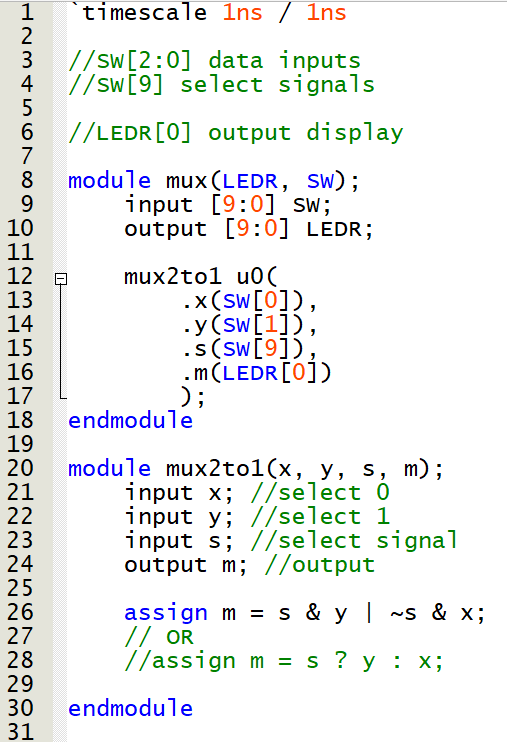 1 `timescale 1ns / 1ns
2
3 //SW[2:0] data inputs
4 //SW[9] select signals
5
6 //LEDR[0] output display
7
8 module mux(LEDR, SW);
9 input [9:0] SW;
10 output [9:0] LEDR;
11
12 mux2to1 u0(
13 .x(SW[0]),
14 .y(SW[1]),
15 .s(SW[9]),
16 .m(LEDR[0])
17 );
18 endmodule
19
20 module mux2to1(x, y, s, m);
21 input x; //select 0
22 input y; //select 1
23 input s; //select signal
24 output m; //output
25
26 assign m = s & y | ~s & x;
27 // OR
28 //assign m = s ? y : x;
29
30 endmodule
31